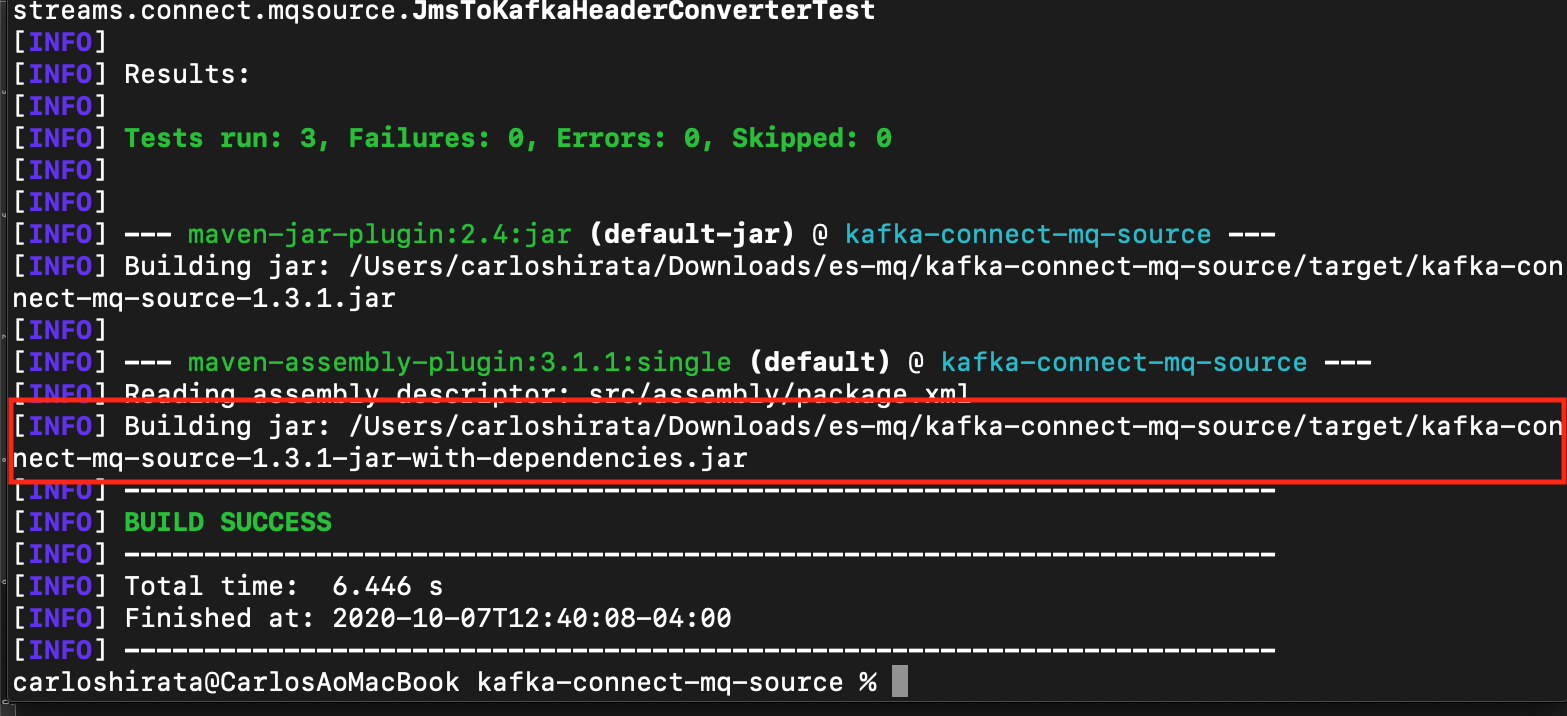 streams.connect.mqsource.JmsToKafkaHeaderConverterTest
[INFO]
[INFO] Results:
[INFO]
[INFO] Tests run: 3, Failures: 0, Errors: 0, Skipped: 0
[INFO]
[INFO]
[INFO] --- maven-jar-plugin:2.4:jar (default-jar) @ kafka-connect-mq-source ---
[INFO] Building jar: /Users/carloshirata/Downloads/es-mq/kafka-connect-mq-source/target/kafka-con
nect-mq-source-1.3.1.jar
[INFO]
[INFO] --- maven-assembly-plugin:3.1.1:single (default) @ kafka-connect-mq-source ---
[INFO] Reading assembly descriptor: src/assembly/package.xml
[INFO] Building jar: /Users/carloshirata/Downloads/es-mq/kafka-connect-mq-source/target/kafka-con
nect-mq-source-1.3.1-jar-with-dependencies.jar
[INFO] ------------------------------------------------------------------------
[INFO] BUILD SUCCESS
[INFO] ------------------------------------------------------------------------
[INFO] Total time:  6.446 s
[INFO] Finished at: 2020-10-07T12:40:08-04:00
[INFO] ------------------------------------------------------------------------
carloshirata@CarlosAoMacBook kafka-connect-mq-source %